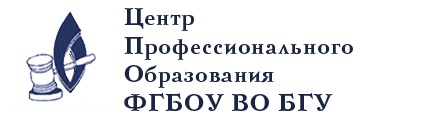 Центр
Профессионального
Образования
ФГБОУ ВО БГУ